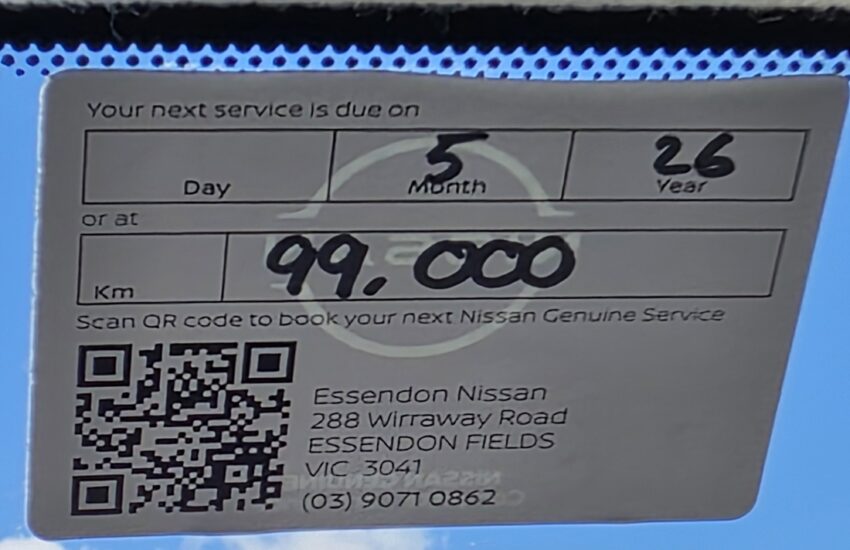 Your next service is due on
5 26
Day Month Year
or at
Km 99,000
Scan QR code to book your next Nissan Genuine Service
Essendon Nissan
288 Wirraway Road
ESSENDON FIELDS
VIC 3041
(03) 9071 0862